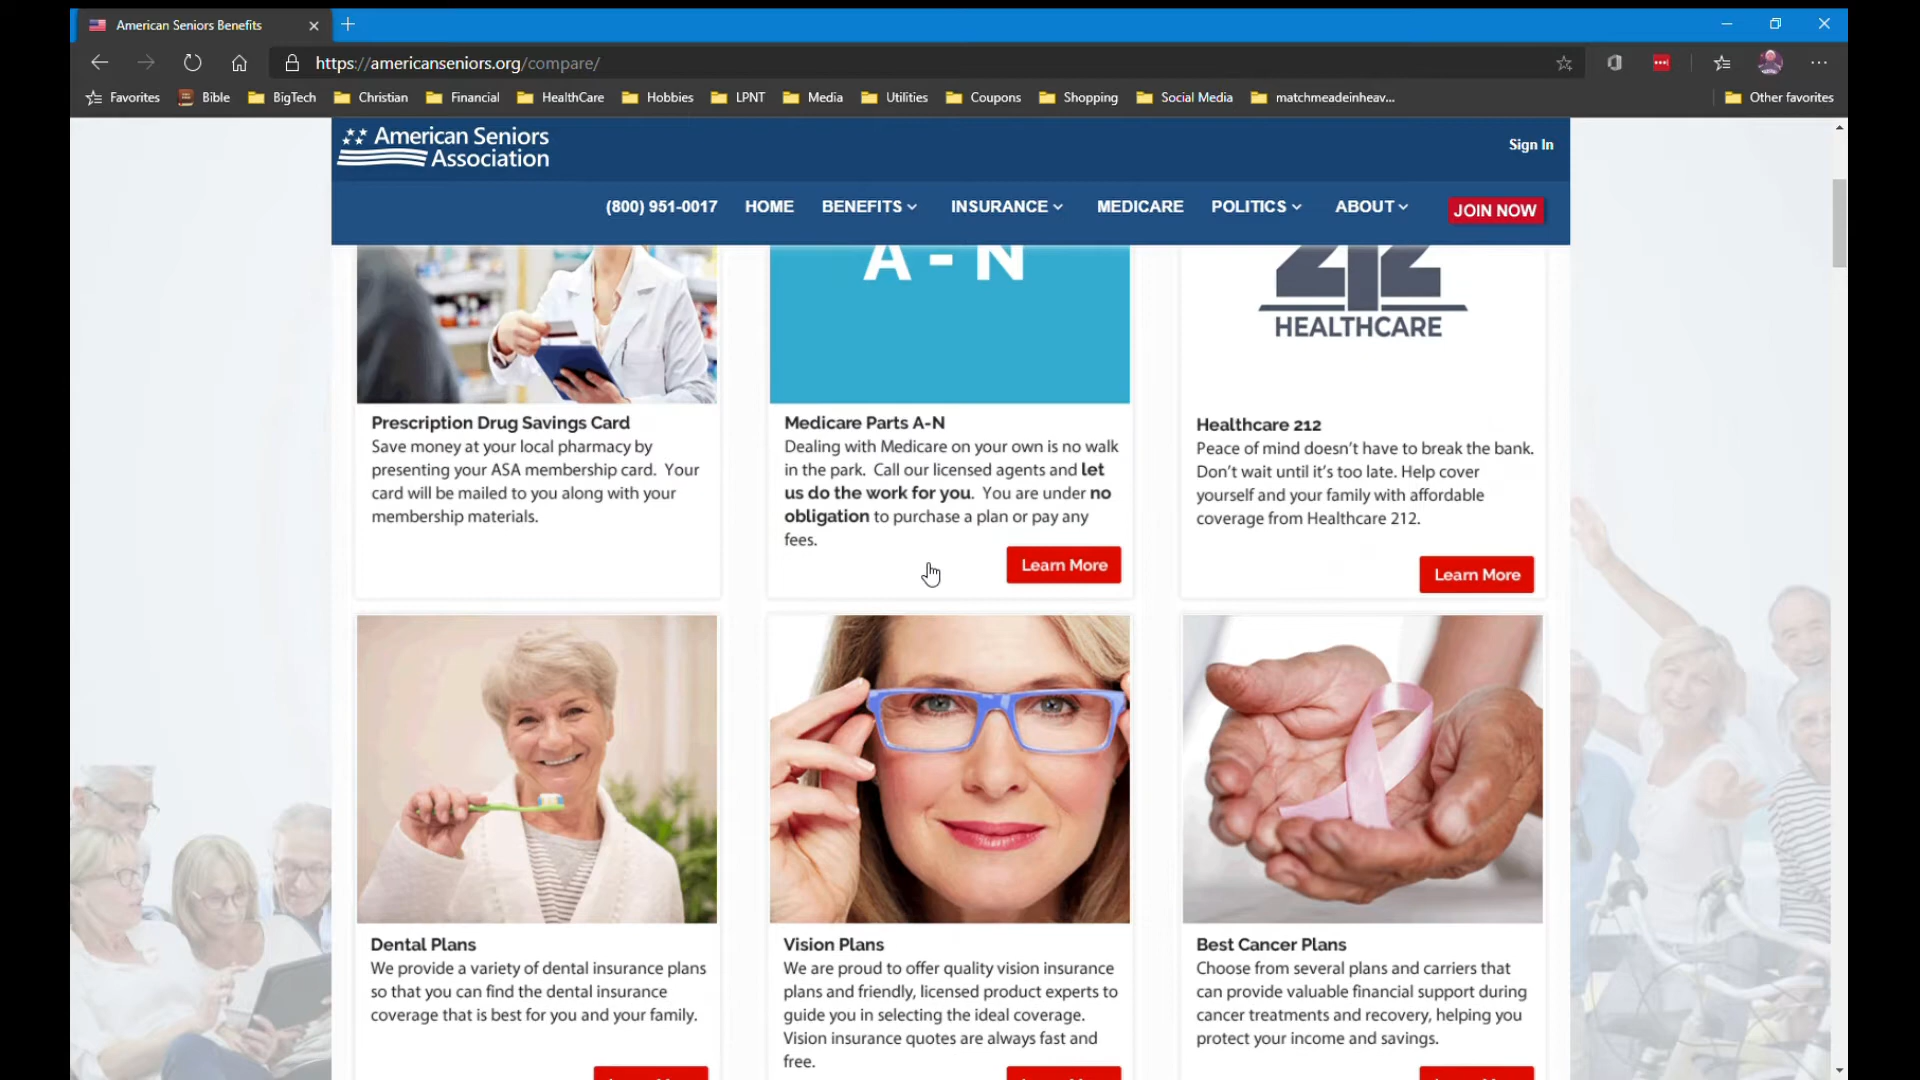 American Seniors Benefits
https://americanseniors.org/compare/
Favorites Bible BigTech Christian Financial HealthCare Hobbies LPNT Media Utilities Coupons Shopping Social Media matchmeadeinheav... Other favorites
American Seniors
Association
Sign In
(800) 951-0017 HOME BENEFITS INSURANCE MEDICARE POLITICS ABOUT JOIN NOW
A - N
212
HEALTHCARE
Prescription Drug Savings Card
Save money at your local pharmacy by
presenting your ASA membership card. Your
card will be mailed to you along with your
membership materials.
Medicare Parts A-N
Dealing with Medicare on your own is no walk
in the park. Call our licensed agents and let
us do the work for you. You are under no
obligation to purchase a plan or pay any
fees.
Learn More
Healthcare 212
Peace of mind doesn't have to break the bank.
Don't wait until it's too late. Help cover
yourself and your family with affordable
coverage from Healthcare 212.
Learn More
Dental Plans
We provide a variety of dental insurance plans
so that you can find the dental insurance
coverage that is best for you and your family.
Vision Plans
We are proud to offer quality vision insurance
plans and friendly, licensed product experts to
guide you in selecting the ideal coverage.
Vision insurance quotes are always fast and
free.
Best Cancer Plans
Choose from several plans and carriers that
can provide valuable financial support during
cancer treatments and recovery, helping you
protect your income and savings.